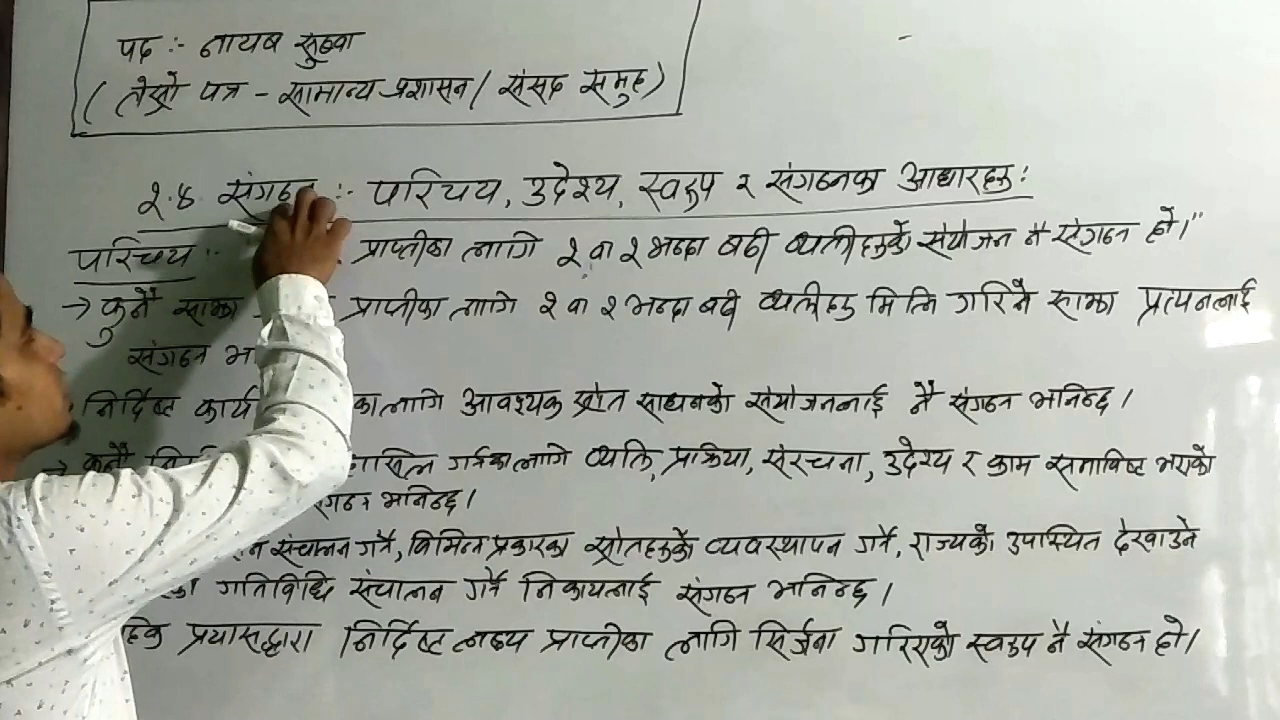 पद :- नायब सुब्बा
(तेस्रो पत्र - सामान्य प्रशासन / संसद समुह)
२.४ संगठन :- परिचय, उद्देश्य, स्वरुप र संगठनका आधारहरु :
परिचय :- प्राप्तीका लागि २ वा २ भन्दा बढी व्यक्तीहरुको संयोजन नै संगठन हो।"
→ कुनै साझा प्राप्तीका लागि २ वा २ भन्दा बढी व्यक्तीहरु मिलि गरिने साझा प्रत्यनलाई
संगठन
निर्दिष्ट कार्य का लागि आवश्यक स्रोत साधनको संयोजनलाई नै संगठन भनिन्छ।
→ कुनै हासिल गर्नका लागि व्यक्ति, प्रक्रिया, संरचना, उद्देश्य र काम समाविष्ट भएको
भनिन्छ।
संचालन गर्ने, विभिन्न प्रकारका स्रोतहरुको व्यवस्थापन गर्ने, राज्यको उपस्थित देखाउने
गतिविधि संचालन गर्ने निकायलाई संगठन भनिन्छ।
प्रयासद्धारा निर्दिष्ट लक्ष्य प्राप्तीका लागि सिर्जना गरिएको स्वरुप नै संगठन हो।